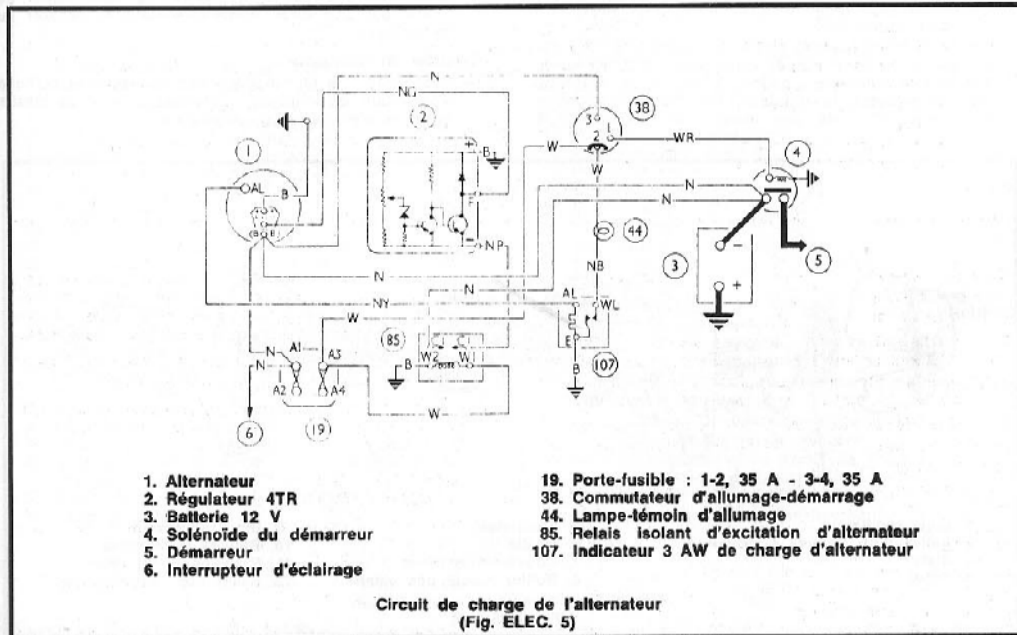 N
NG
2
38
3
1
2
W
WR
4
1
AL
B
+
B
F
W
N
N
44
NP
3
5
N
N
NB
NY
W
AL
WL
85
W2
W1
E
107
A1
A3
N
N
B
B
A2
A4
W
6
19
1. Alternateur
2. Régulateur 4TR
3. Batterie 12 V
4. Solénoïde du démarreur
5. Démarreur
6. Interrupteur d'éclairage
19. Porte-fusible : 1-2, 35 A - 3-4, 35 A
38. Commutateur d'allumage-démarrage
44. Lampe-témoin d'allumage
85. Relais isolant d'excitation d'alternateur
107. Indicateur 3 AW de charge d'alternateur
Circuit de charge de l'alternateur
(Fig. ELEC. 5)